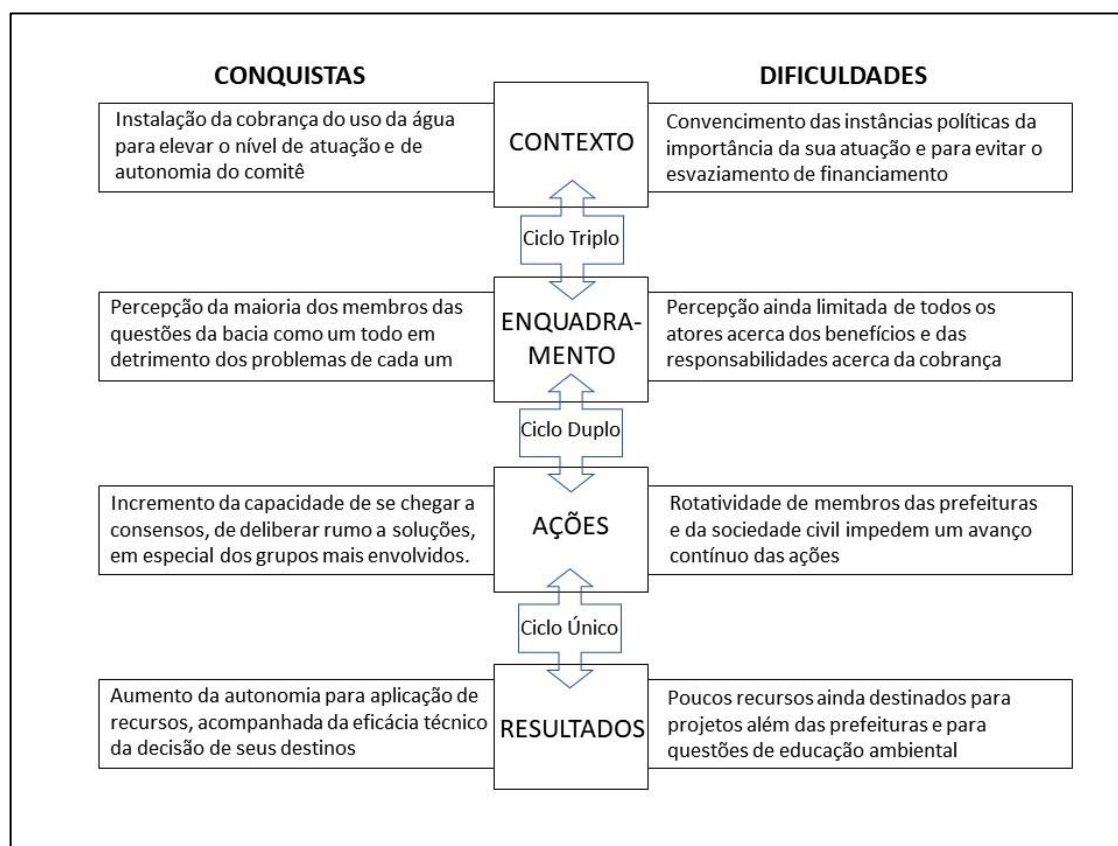 CONQUISTAS
DIFICULDADES
Instalação da cobrança do uso da água
para elevar o nível de atuação e de
autonomia do comitê
CONTEXTO
Convencimento das instâncias políticas da
importância da sua atuação e para evitar o
esvaziamento de financiamento
Ciclo Triplo
Percepção da maioria dos membros das
questões da bacia como um todo em
detrimento dos problemas de cada um
ENQUADRA-
MENTO
Percepção ainda limitada de todos os
atores acerca dos benefícios e das
responsabilidades acerca da cobrança
Ciclo Duplo
Incremento da capacidade de se chegar a
consensos, de deliberar rumo a soluções,
em especial dos grupos mais envolvidos.
AÇÕES
Rotatividade de membros das prefeituras
e da sociedade civil impedem um avanço
contínuo das ações
Ciclo Único
Aumento da autonomia para aplicação de
recursos, acompanhada da eficácia técnico
da decisão de seus destinos
RESULTADOS
Poucos recursos ainda destinados para
projetos além das prefeituras e para
questões de educação ambiental